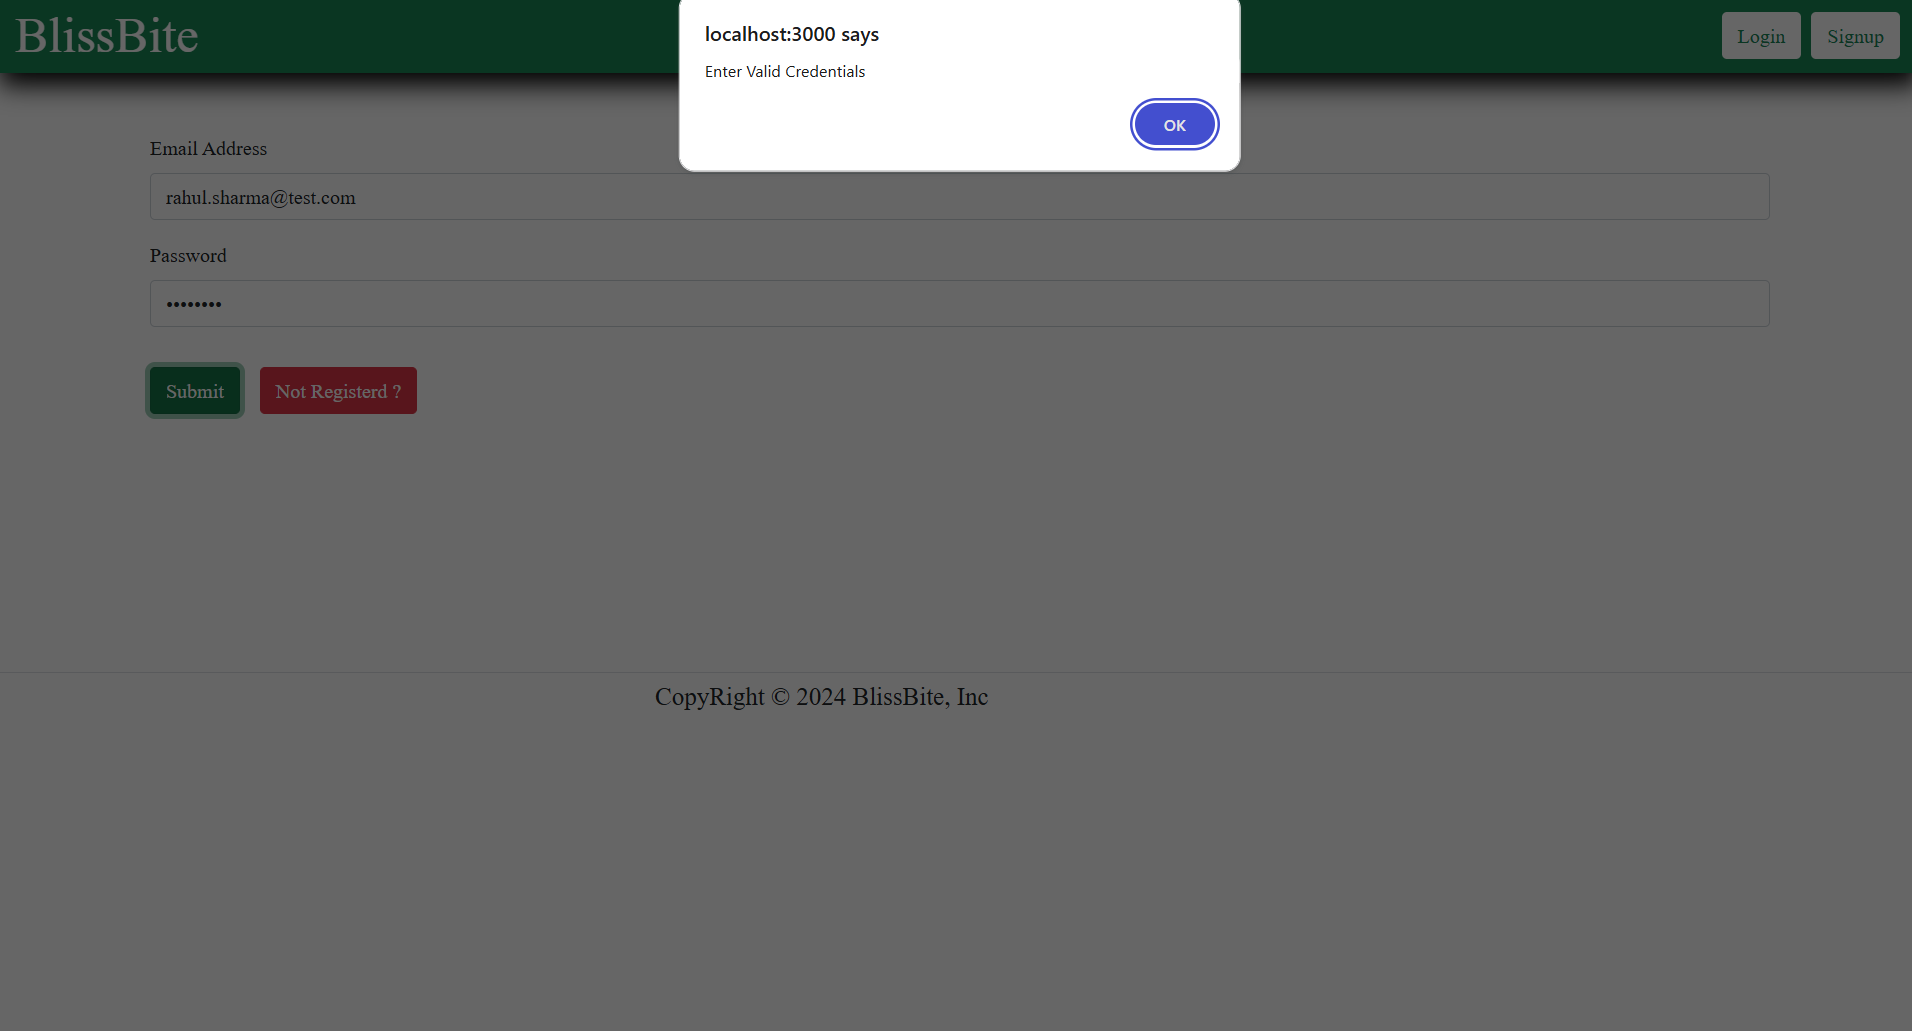 BlissBite
Login
Signup
localhost:3000 says
Enter Valid Credentials
OK
Email Address
rahul.sharma@test.com
Password
••••••••
Submit
Not Registerd ?
CopyRight © 2024 BlissBite, Inc